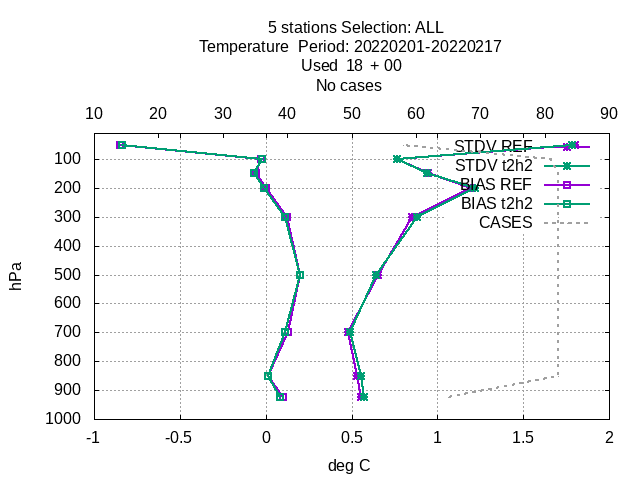 5 stations Selection: ALL
Temperature  Period: 20220201-20220217
Used  18  + 00
No cases
10 20 30 40 50 60 70 80 90
STDV REF
STDV t2h2
BIAS REF
BIAS t2h2
CASES
100
200
300
400
500
600
700
800
900
1000
hPa
-1 -0.5 0 0.5 1 1.5 2
deg C